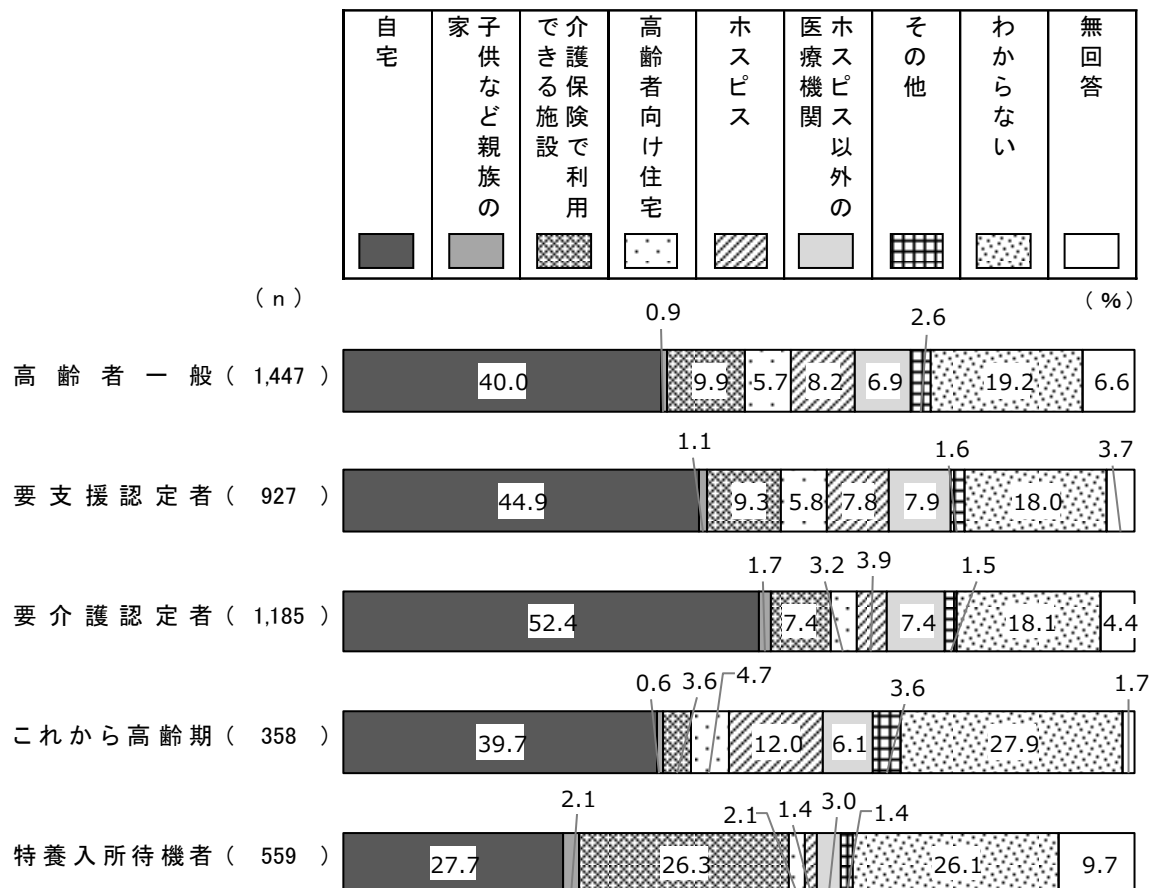 自宅
子供など親族の
家
介護保険で利用
できる施設
高齢者向け住宅
ホスピス
ホスピス以外の
医療機関
その他
わからない
無回答
(n)
(%)
0.9
2.6
高齢者一般( 1,447 )
40.0 9.9 5.7 8.2 6.9 19.2 6.6
1.1 1.6 3.7
要支援認定者( 927 )
44.9 9.3 5.8 7.8 7.9 18.0
1.7 3.2 3.9 1.5
要介護認定者( 1,185 )
52.4 7.4 7.4 18.1 4.4
0.6 3.6 4.7 3.6 1.7
これから高齢期( 358 )
39.7 12.0 6.1 27.9
2.1 2.1 1.4 3.0 1.4
特養入所待機者( 559 )
27.7 26.3 26.1 9.7